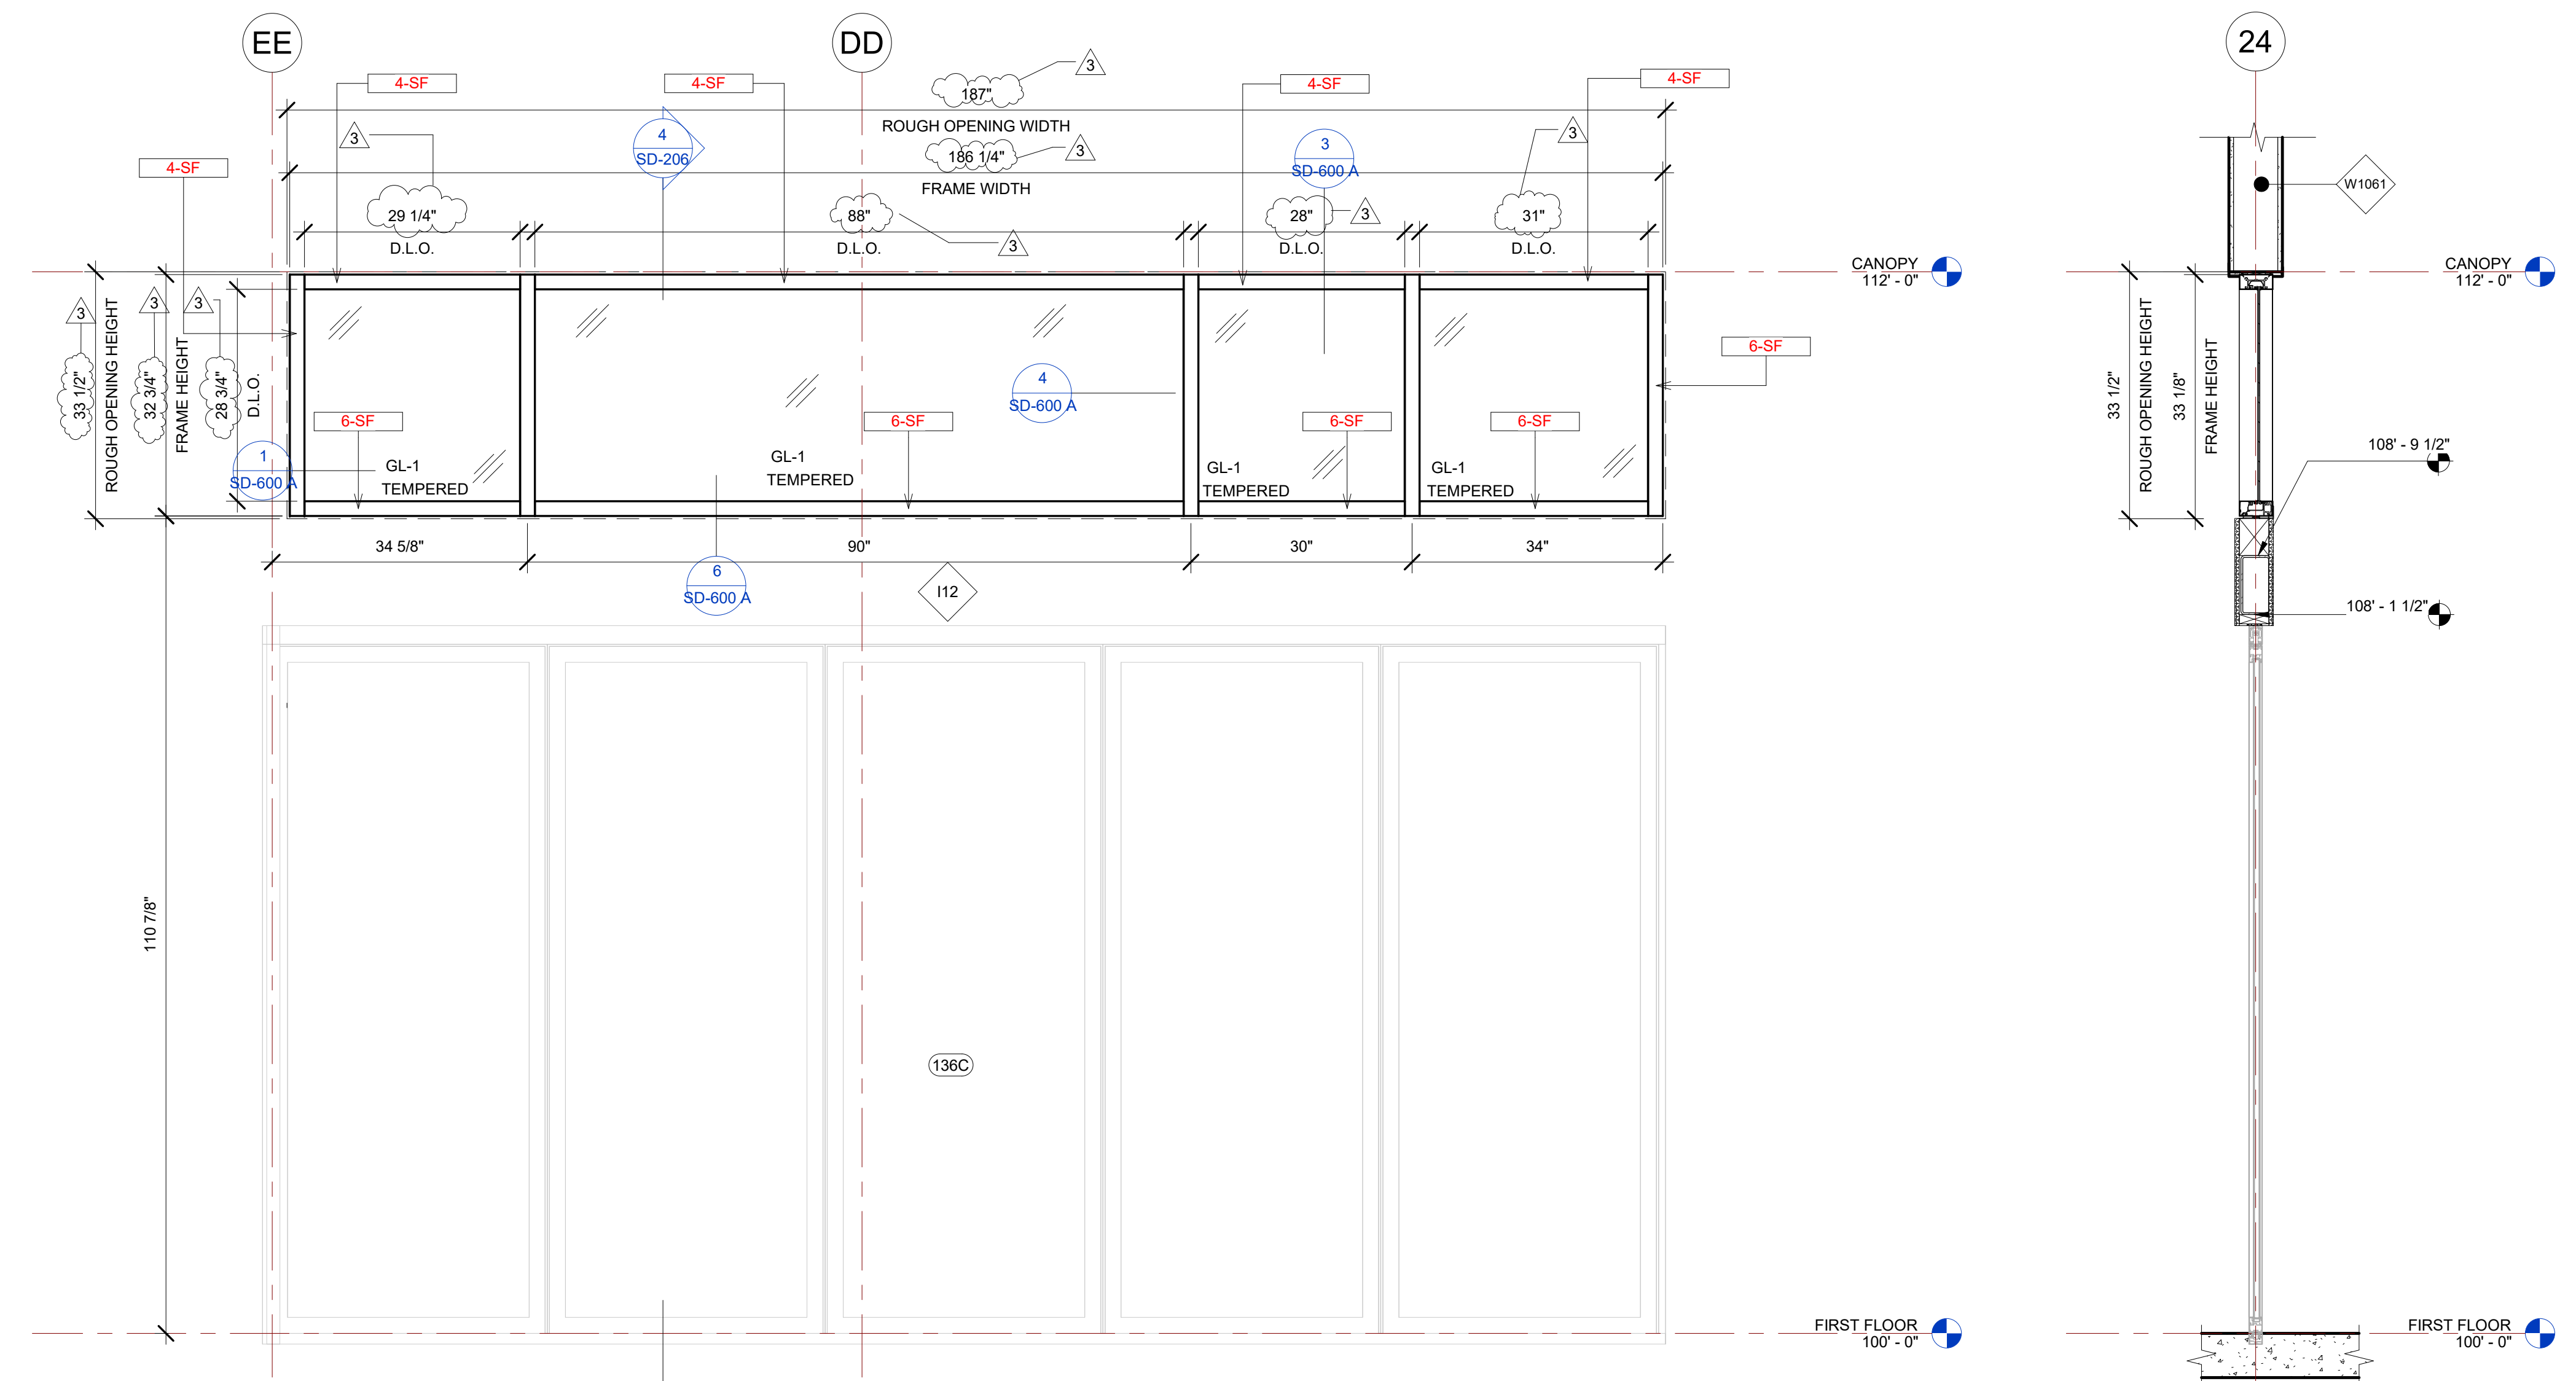 EE
DD
24
4-SF
4-SF
187"
3
4-SF
4-SF
ROUGH OPENING WIDTH
3
4
SD-206
186 1/4"
3
3
SD-600 A
3
4-SF
FRAME WIDTH
W1061
29 1/4"
88"
28"
3
31"
D.L.O.
D.L.O.
3
D.L.O.
D.L.O.
CANOPY
112' - 0"
CANOPY
112' - 0"
3
3
3
33 1/2"
ROUGH OPENING HEIGHT
32 3/4"
FRAME HEIGHT
28 3/4"
D.L.O.
6-SF
4
SD-600 A
6-SF
6-SF
6-SF
6-SF
1
SD-600 A
GL-1
TEMPERED
GL-1
TEMPERED
GL-1
TEMPERED
GL-1
TEMPERED
33 1/2"
ROUGH OPENING HEIGHT
33 1/8"
FRAME HEIGHT
108' - 9 1/2"
34 5/8"
90"
30"
34"
6
SD-600 A
I12
108' - 1 1/2"
110 7/8"
136C
FIRST FLOOR
100' - 0"
FIRST FLOOR
100' - 0"